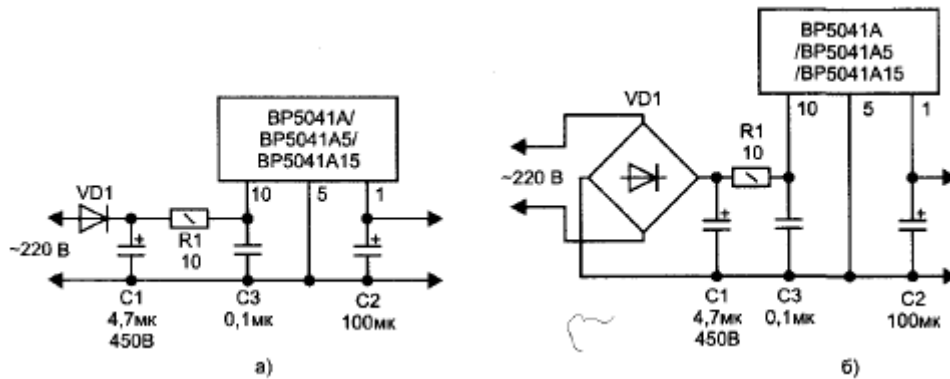 BP5041A/
BP5041A5/
BP5041A15
VD1
10
5
1
~220 В
R1
10
C1
4,7мк
450В
C3
0,1мк
C2
100мк
а)
BP5041A
/BP5041A5
/BP5041A15
VD1
10
5
1
R1
10
~220 В
C1
4,7мк
450В
C3
0,1мк
C2
100мк
б)